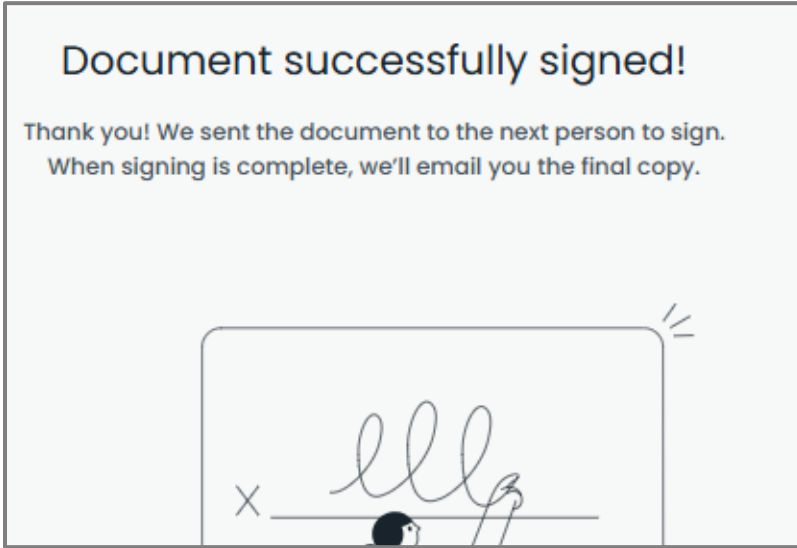 Document successfully signed!
Thank you! We sent the document to the next person to sign.
When signing is complete, we’ll email you the final copy.
X